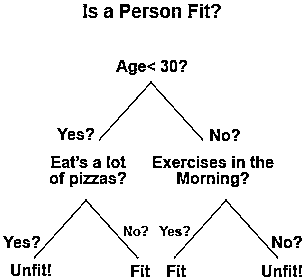 Is a Person Fit?
Age< 30?
Yes?
No?
Eat's a lot
of pizzas?
Exercises in the
Morning?
Yes?
No?
Yes?
No?
Unfit!
Fit
Fit
Unfit!